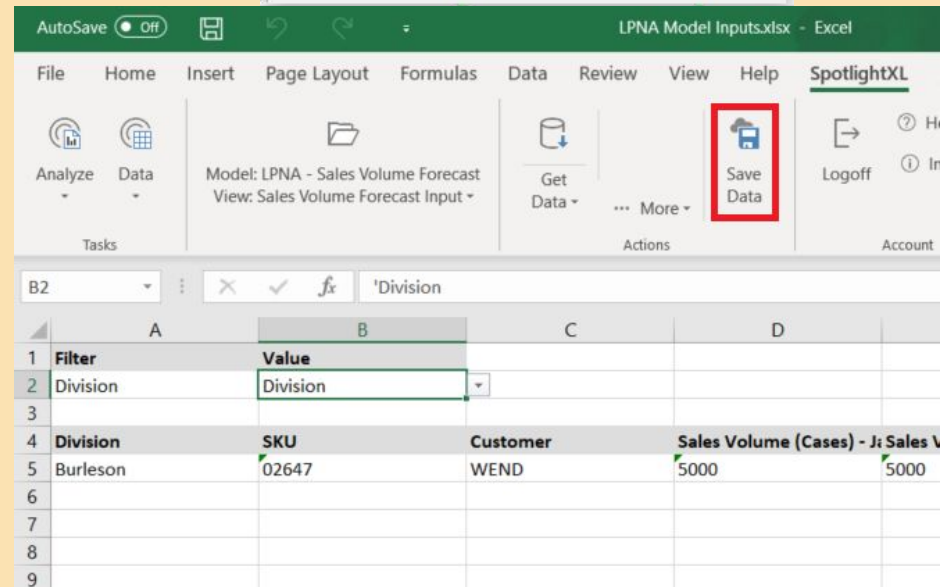 AutoSave Off LPNA Model Inputs.xlsx - Excel
File Home Insert Page Layout Formulas Data Review View Help SpotlightXL
Analyze Data Model: LPNA - Sales Volume Forecast
View: Sales Volume Forecast Input
Get Data
... More
Save Data
Logoff
Tasks Actions Account
B2 fx 'Division
A B C D
1 Filter Value
2 Division Division
3
4 Division SKU Customer Sales Volume (Cases) - Sales
5 Burleson 02647 WEND 5000 5000
6
7
8
9